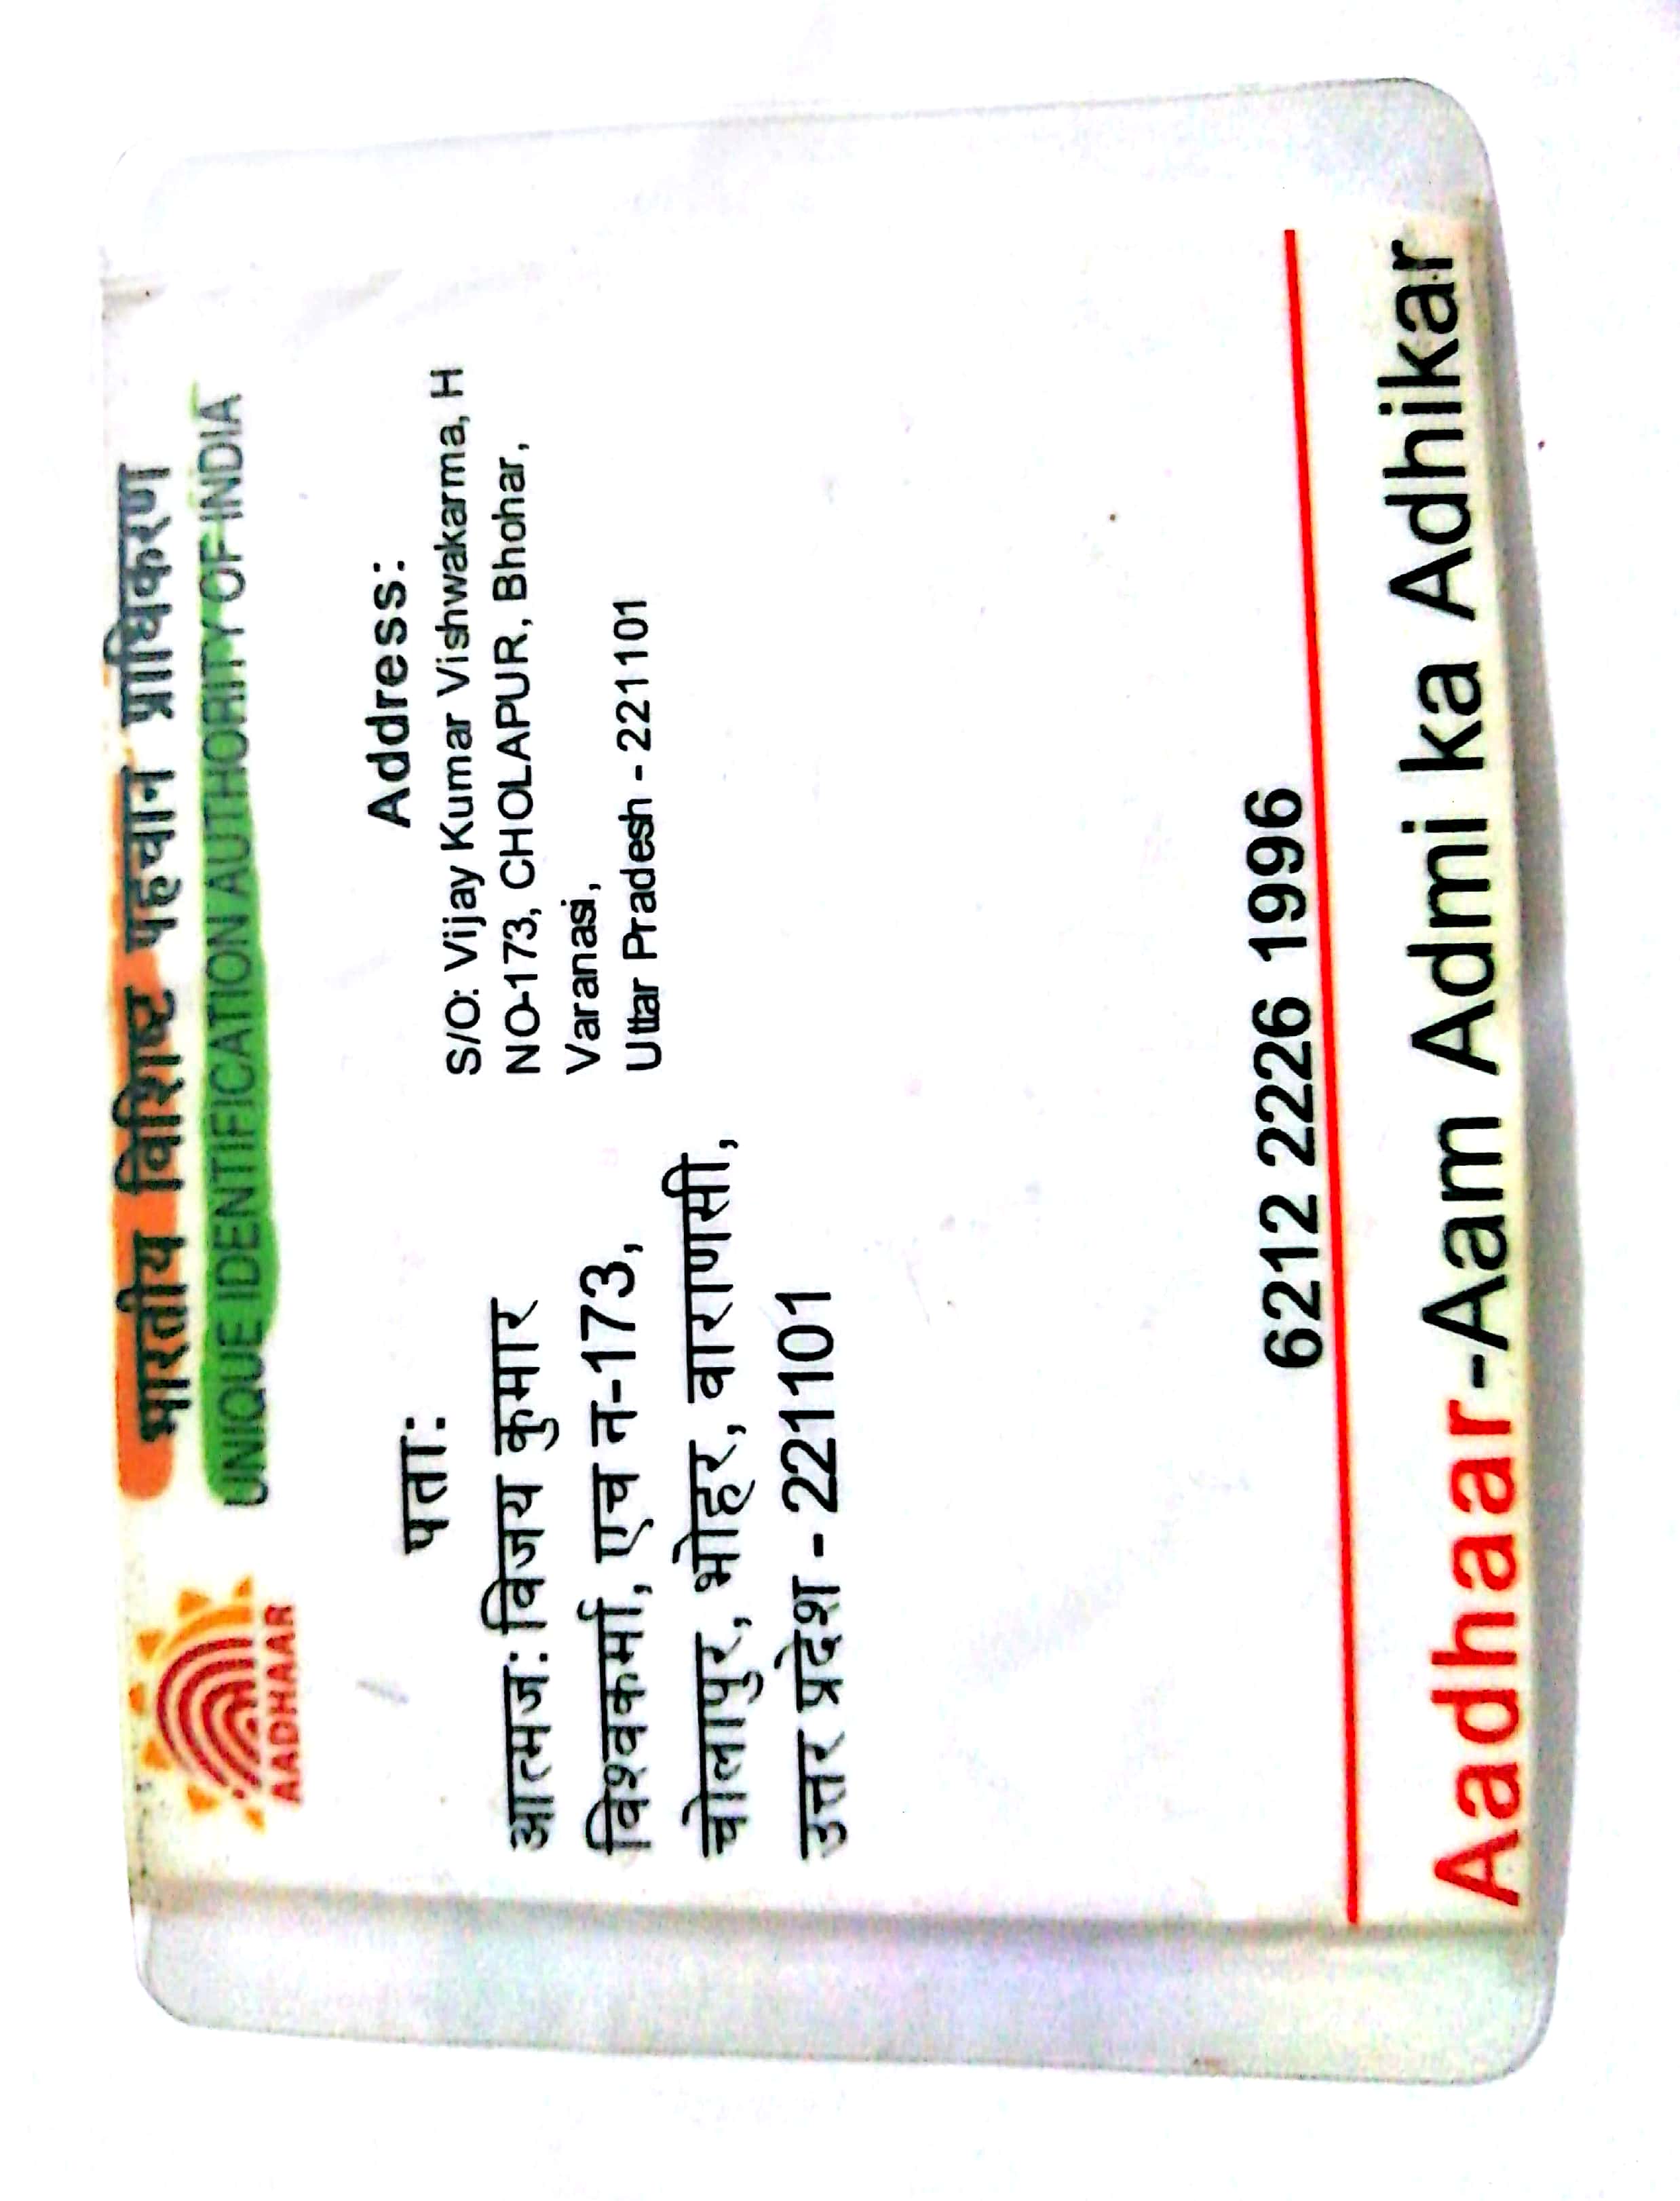 भारतीय विशिष्ट पहचान प्राधिकरण
UNIQUE IDENTIFICATION AUTHORITY OF INDIA
AADHAAR
पता:
आत्मज: विजय कुमार
विश्वकर्मा, एच न-173,
चोलापुर, भोहर, वाराणसी,
उत्तर प्रदेश - 221101
Address:
S/O: Vijay Kumar Vishwakarma, H
NO-173, CHOLAPUR, Bhohar,
Varanasi,
Uttar Pradesh - 221101
6212 2226 1996
Aadhaar-Aam Admi ka Adhikar